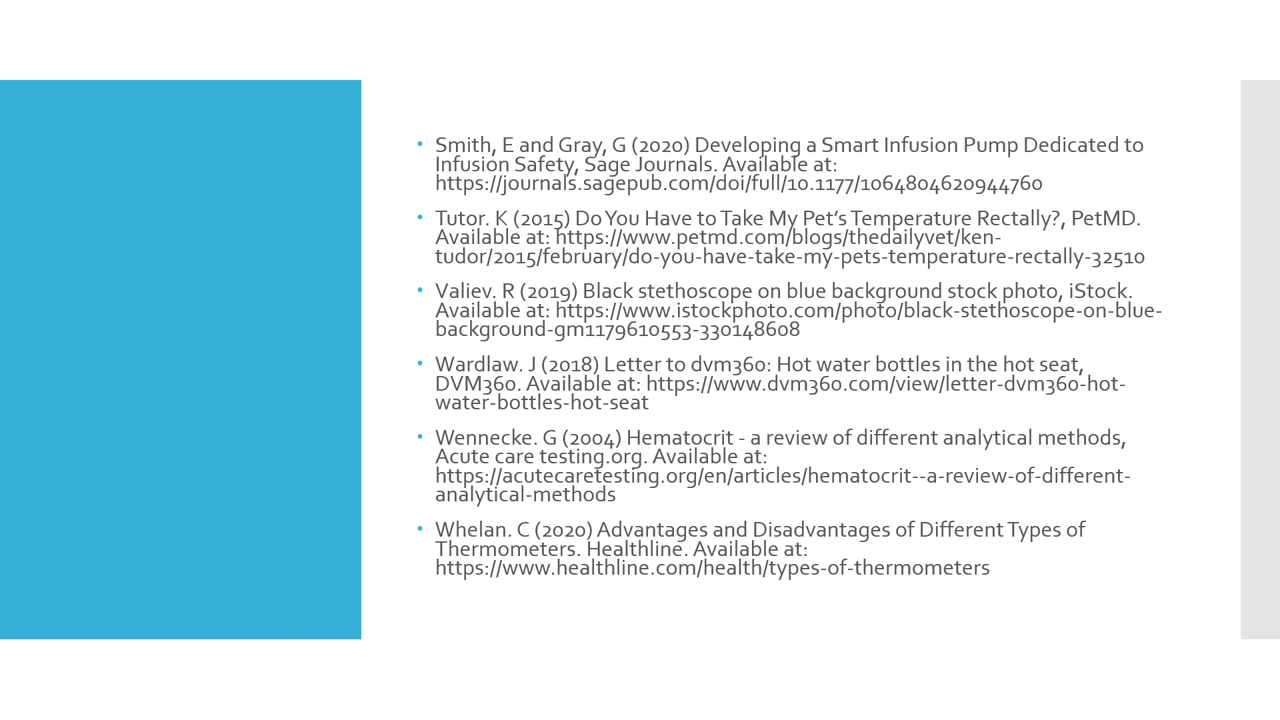 • Smith, E and Gray, G (2020) Developing a Smart Infusion Pump Dedicated to
Infusion Safety, Sage Journals. Available at:
https://journals.sagepub.com/doi/full/10.1177/1064804620944760
• Tutor. K (2015) Do You Have to Take My Pet’s Temperature Rectally?, PetMD.
Available at: https://www.petmd.com/blogs/thedailyvet/ken-
tudor/2015/february/do-you-have-take-my-pets-temperature-rectally-32510
• Valiev. R (2019) Black stethoscope on blue background stock photo, iStock.
Available at: https://www.istockphoto.com/photo/black-stethoscope-on-blue-
background-gm1179610553-330148608
• Wardlaw. J (2018) Letter to dvm360: Hot water bottles in the hot seat,
DVM360. Available at: https://www.dvm360.com/view/letter-dvm360-hot-
water-bottles-hot-seat
• Wennecke. G (2004) Hematocrit - a review of different analytical methods,
Acute care testing.org. Available at:
https://acutecaretesting.org/en/articles/hematocrit--a-review-of-different-
analytical-methods
• Whelan. C (2020) Advantages and Disadvantages of Different Types of
Thermometers. Healthline. Available at:
https://www.healthline.com/health/types-of-thermometers